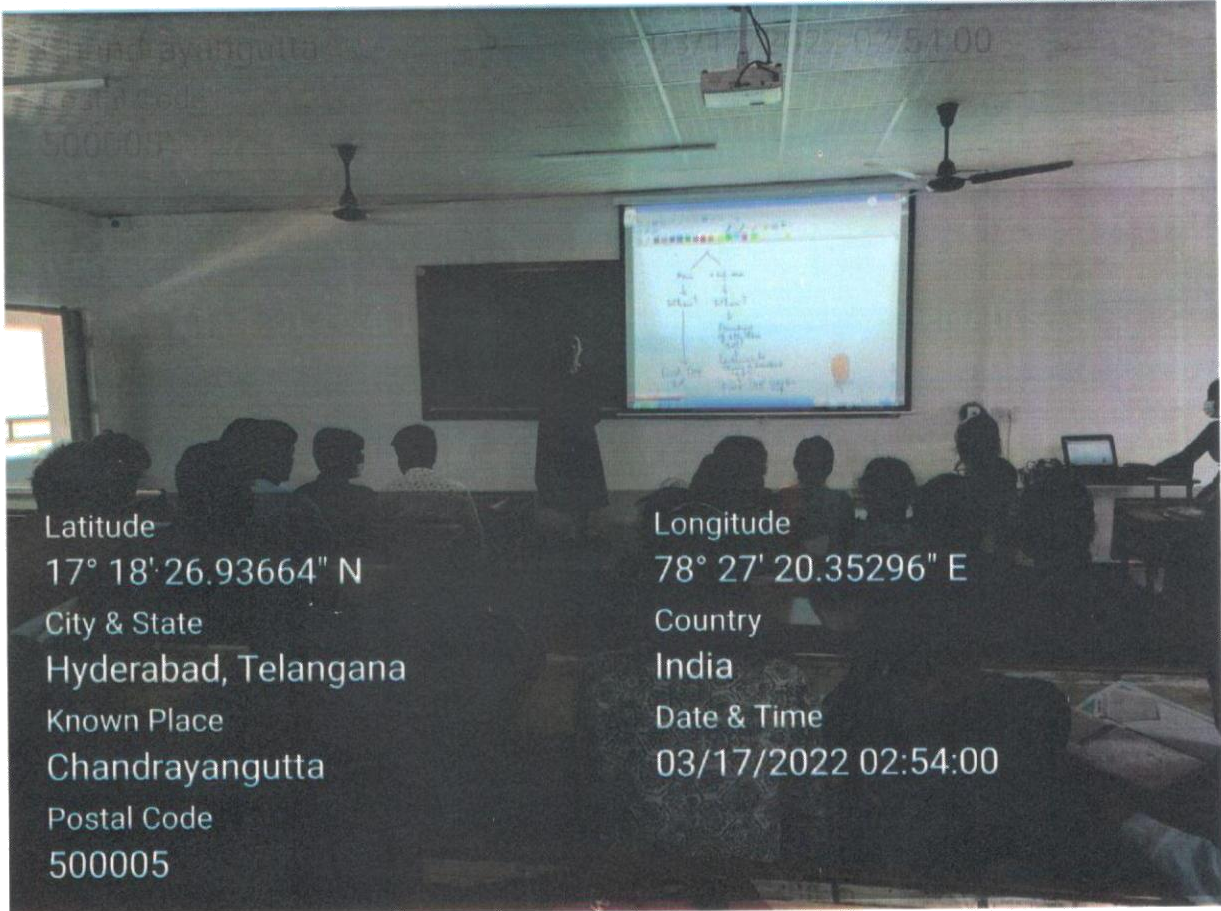 Latitude
17° 18' 26.93664" N
City & State
Hyderabad, Telangana
Known Place
Chandrayangutta
Postal Code
500005
Longitude
78° 27' 20.35296" E
Country
India
Date & Time
03/17/2022 02:54:00